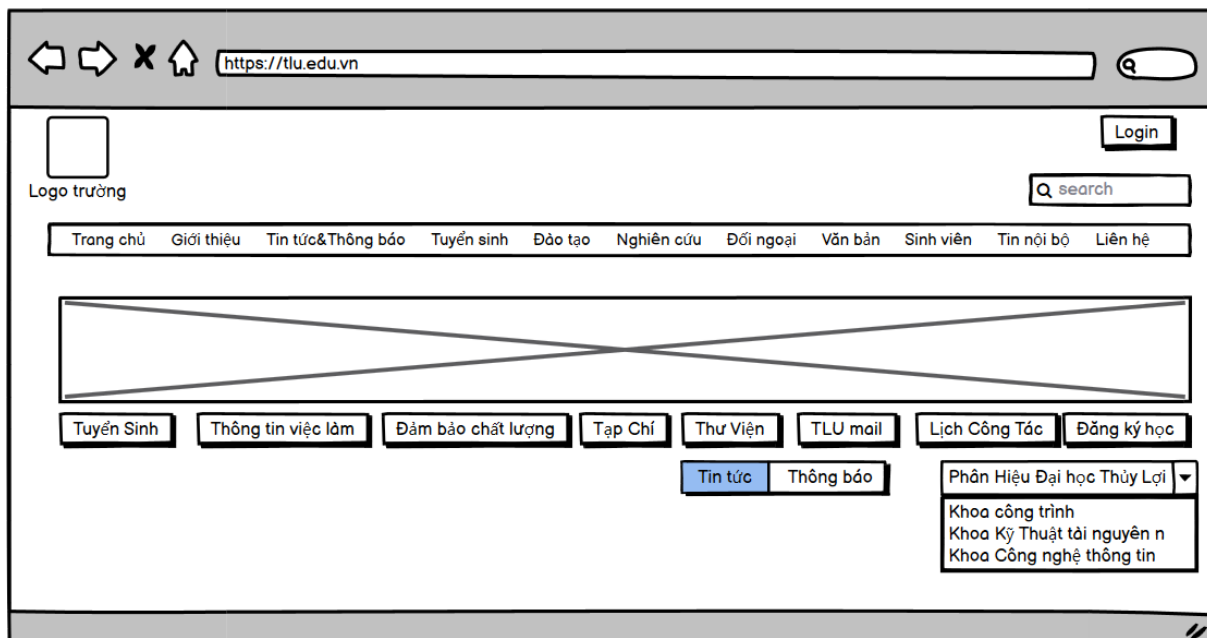 https://tlu.edu.vn
Login
Logo trường
search
Trang chủ Giới thiệu Tin tức&Thông báo Tuyển sinh Đào tạo Nghiên cứu Đối ngoại Văn bản Sinh viên Tin nội bộ Liên hệ
Tuyển Sinh Thông tin việc làm Đảm bảo chất lượng Tạp Chí Thư Viện TLU mail Lịch Công Tác Đăng ký học
Tin tức Thông báo Phân Hiệu Đại học Thủy Lợi
Khoa công trình
Khoa Kỹ Thuật tài nguyên n
Khoa Công nghệ thông tin